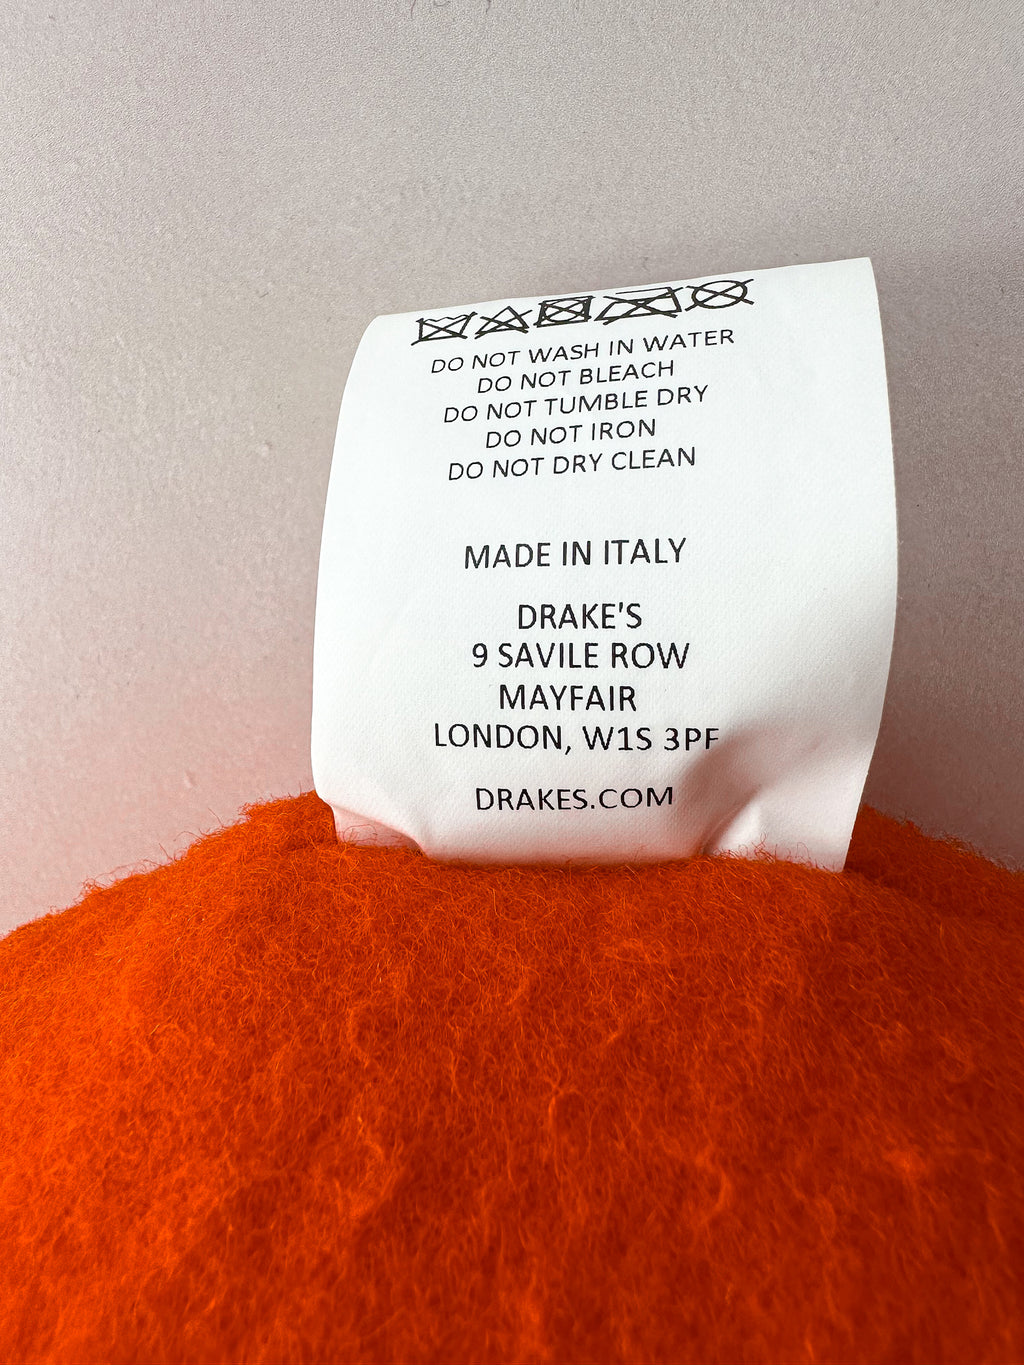 DO NOT WASH IN WATER
DO NOT BLEACH
DO NOT TUMBLE DRY
DO NOT IRON
DO NOT DRY CLEAN
MADE IN ITALY
DRAKE'S
9 SAVILE ROW
MAYFAIR
LONDON, W1S 3PF
DRAKES.COM